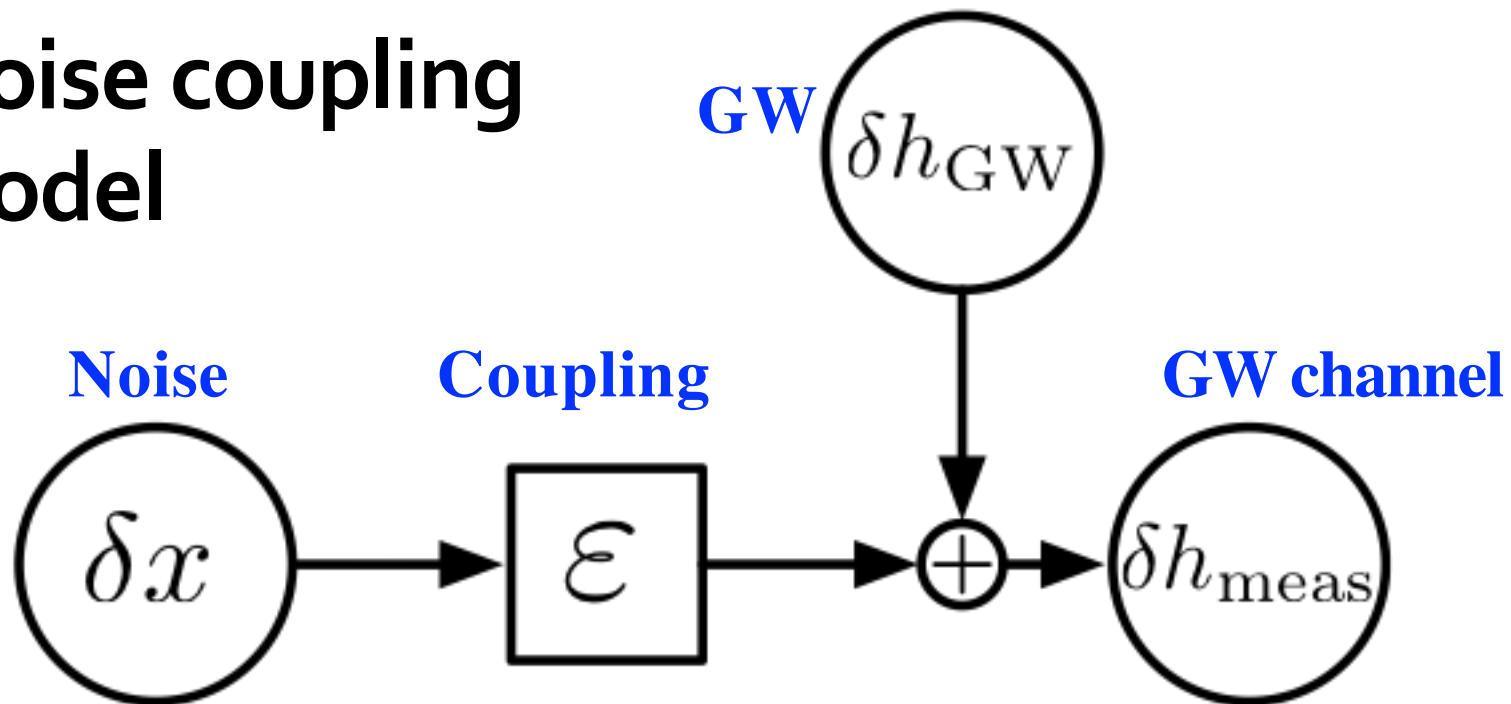 oise coupling
odel
GW
δh_GW
Noise
Coupling
GW channel
δx
ε
+
δh_meas